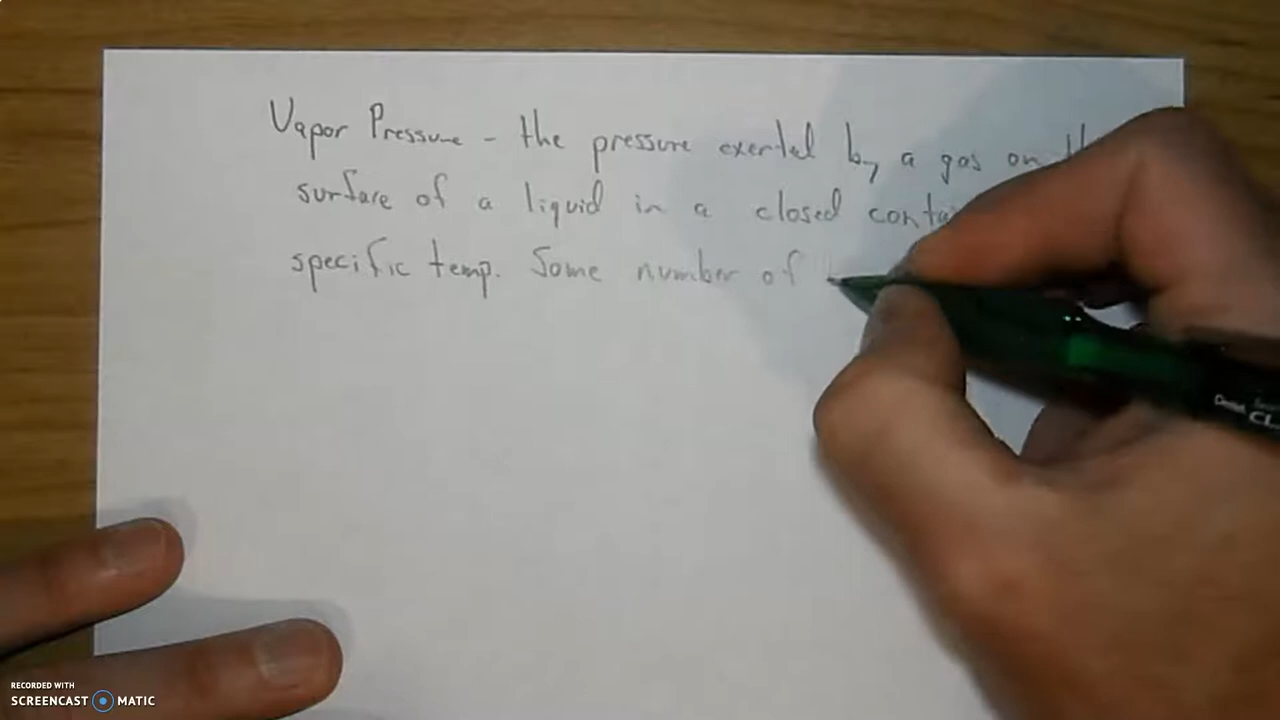 Vapor Pressure - the pressure exerted by a gas on
surface of a liquid in a closed
specific temp. Some number of
RECORDED WITH
SCREENCAST MATIC